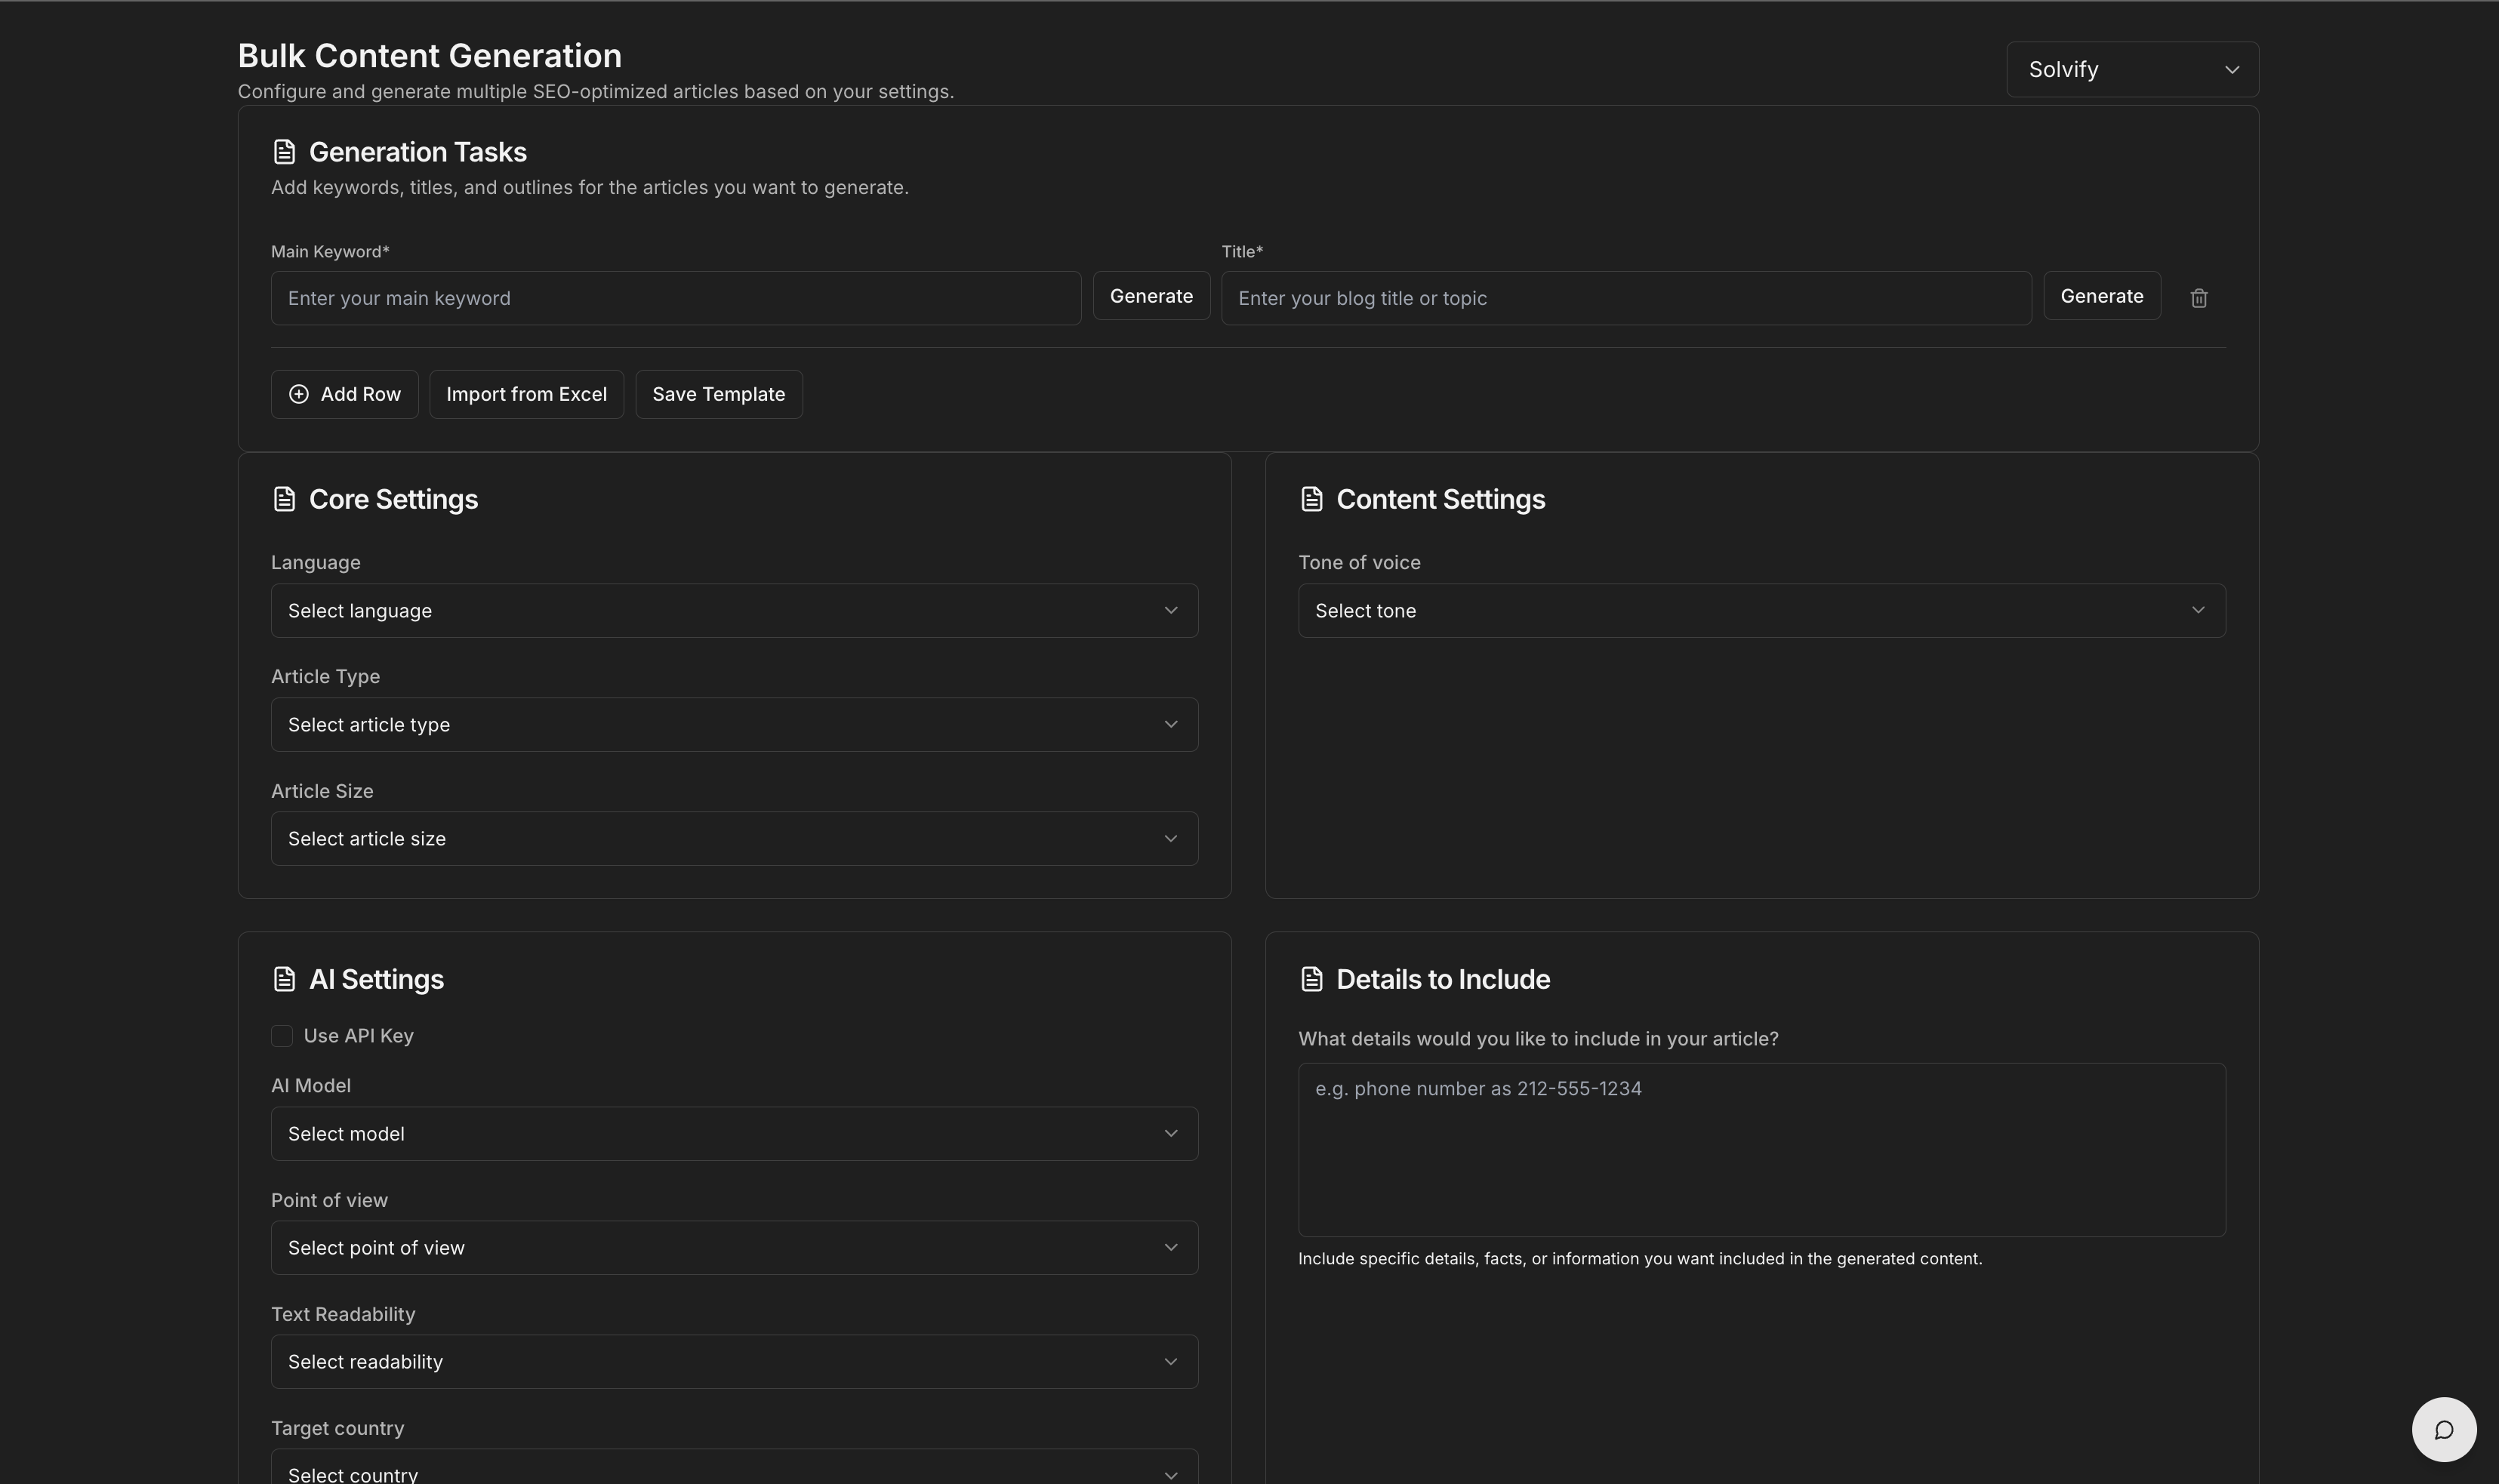 Bulk Content Generation
Configure and generate multiple SEO-optimized articles based on your settings.
Solvify
Generation Tasks
Add keywords, titles, and outlines for the articles you want to generate.
Main Keyword*
Enter your main keyword
Generate
Title*
Enter your blog title or topic
Generate
Add Row
Import from Excel
Save Template
Core Settings
Language
Select language
Article Type
Select article type
Article Size
Select article size
Content Settings
Tone of voice
Select tone
AI Settings
Use API Key
AI Model
Select model
Point of view
Select point of view
Text Readability
Select readability
Target country
Select country
Details to Include
What details would you like to include in your article?
e.g. phone number as 212-555-1234
Include specific details, facts, or information you want included in the generated content.